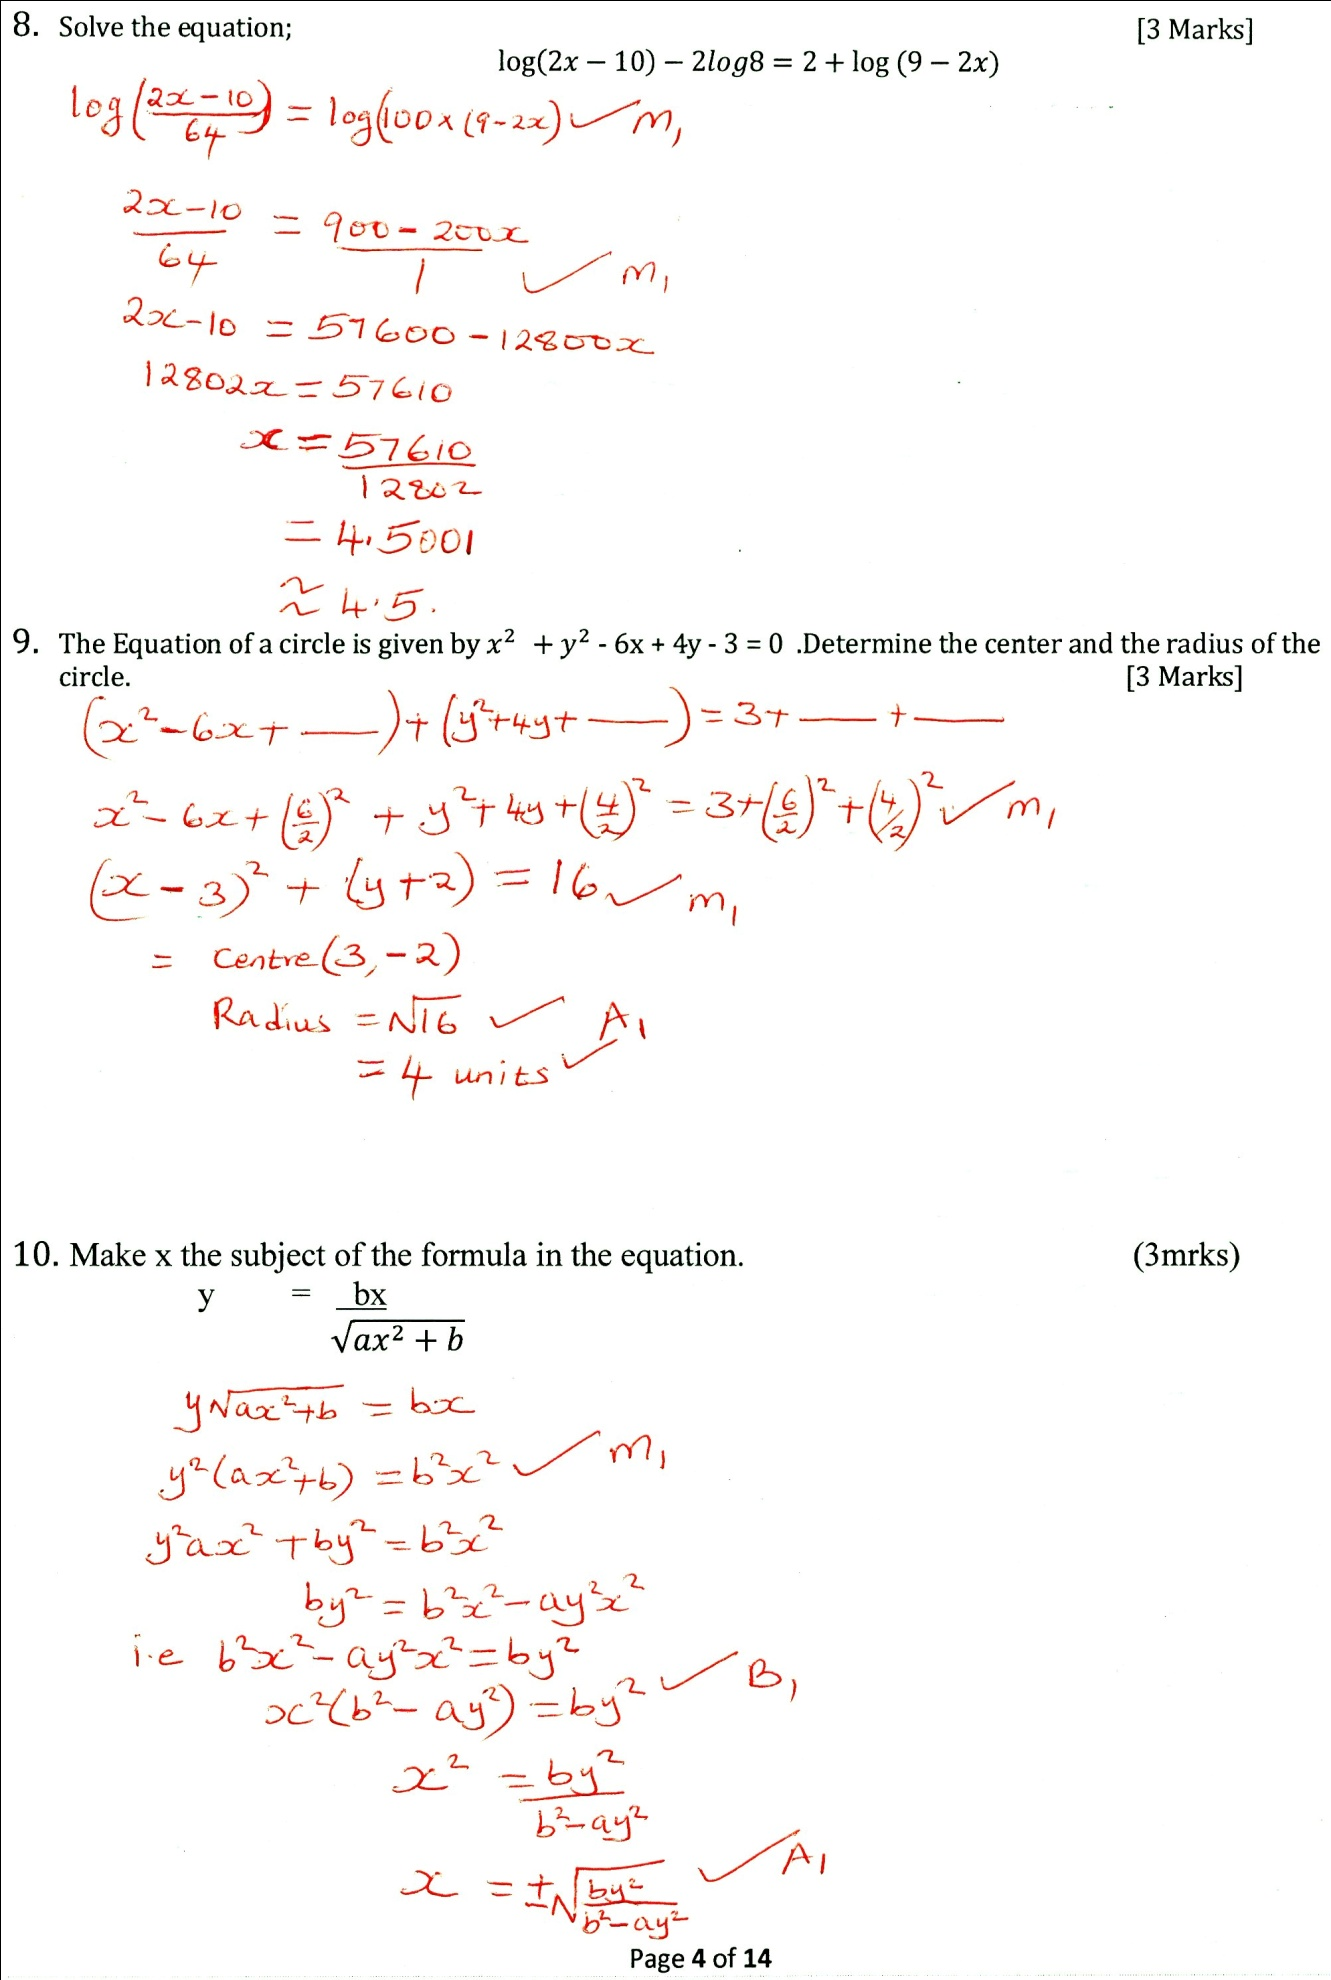 8. Solve the equation; [3 Marks]
log(2x − 10) − 2log8 = 2 + log (9 − 2x)
log(2x-10/64) = log(100x(9-2x) ✓ m1
2x-10/64 = 900-200x/1 ✓ m1
2x-10 = 57600-12800x
12802x = 57610
x = 57610/12802
= 4.5001
≈ 4.5.
9. The Equation of a circle is given by x² + y² - 6x + 4y - 3 = 0 .Determine the center and the radius of the
circle. [3 Marks]
(x²-6x+ __)+(y²+4y+ __)=3+ __ + __
x²-6x+(6/2)² + y²+4y+(4/2)² = 3+(6/2)²+(4/2)² ✓ m1
(x-3)² + (y+2) = 16 ✓ m1
= Centre(3,-2)
Radius = √16 ✓ A1
= 4 units ✓
10. Make x the subject of the formula in the equation. (3mrks)
y = bx
√ax² + b
y√ax²+b = bx
y²(ax²+b) = b²x² ✓ m1
y²ax² + by² = b²x²
by² = b²x²-ay²x²
i.e b²x²-ay²x²=by²
x²(b²-ay²) = by² ✓ B1
x² = by²/b²-ay²
x = ±√by²/b²-ay² ✓ A1
Page 4 of 14